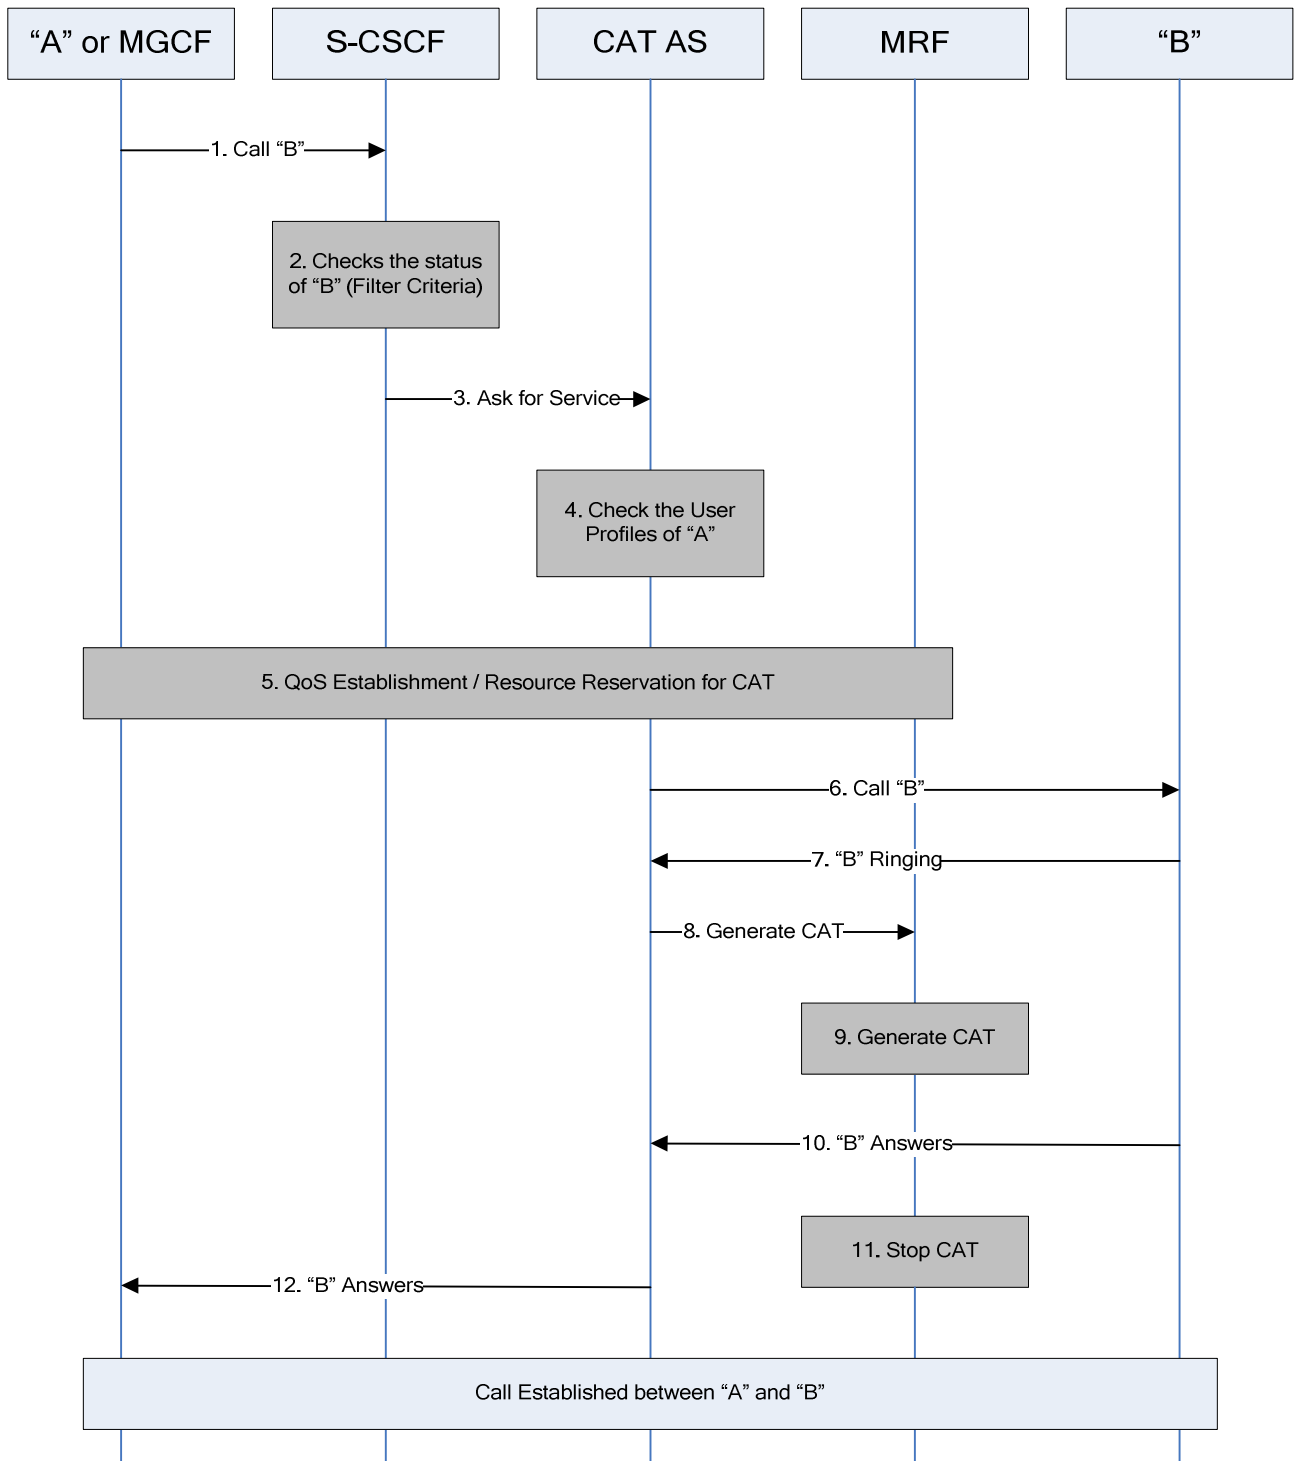 “A” or MGCF
S-CSCF
CAT AS
MRF
“B”
1. Call “B”
2. Checks the status
of “B” (Filter Criteria)
3. Ask for Service
4. Check the User
Profiles of “A”
5. QoS Establishment / Resource Reservation for CAT
6. Call “B”
7. “B” Ringing
8. Generate CAT
9. Generate CAT
10. “B” Answers
11. Stop CAT
12. “B” Answers
Call Established between “A” and “B”